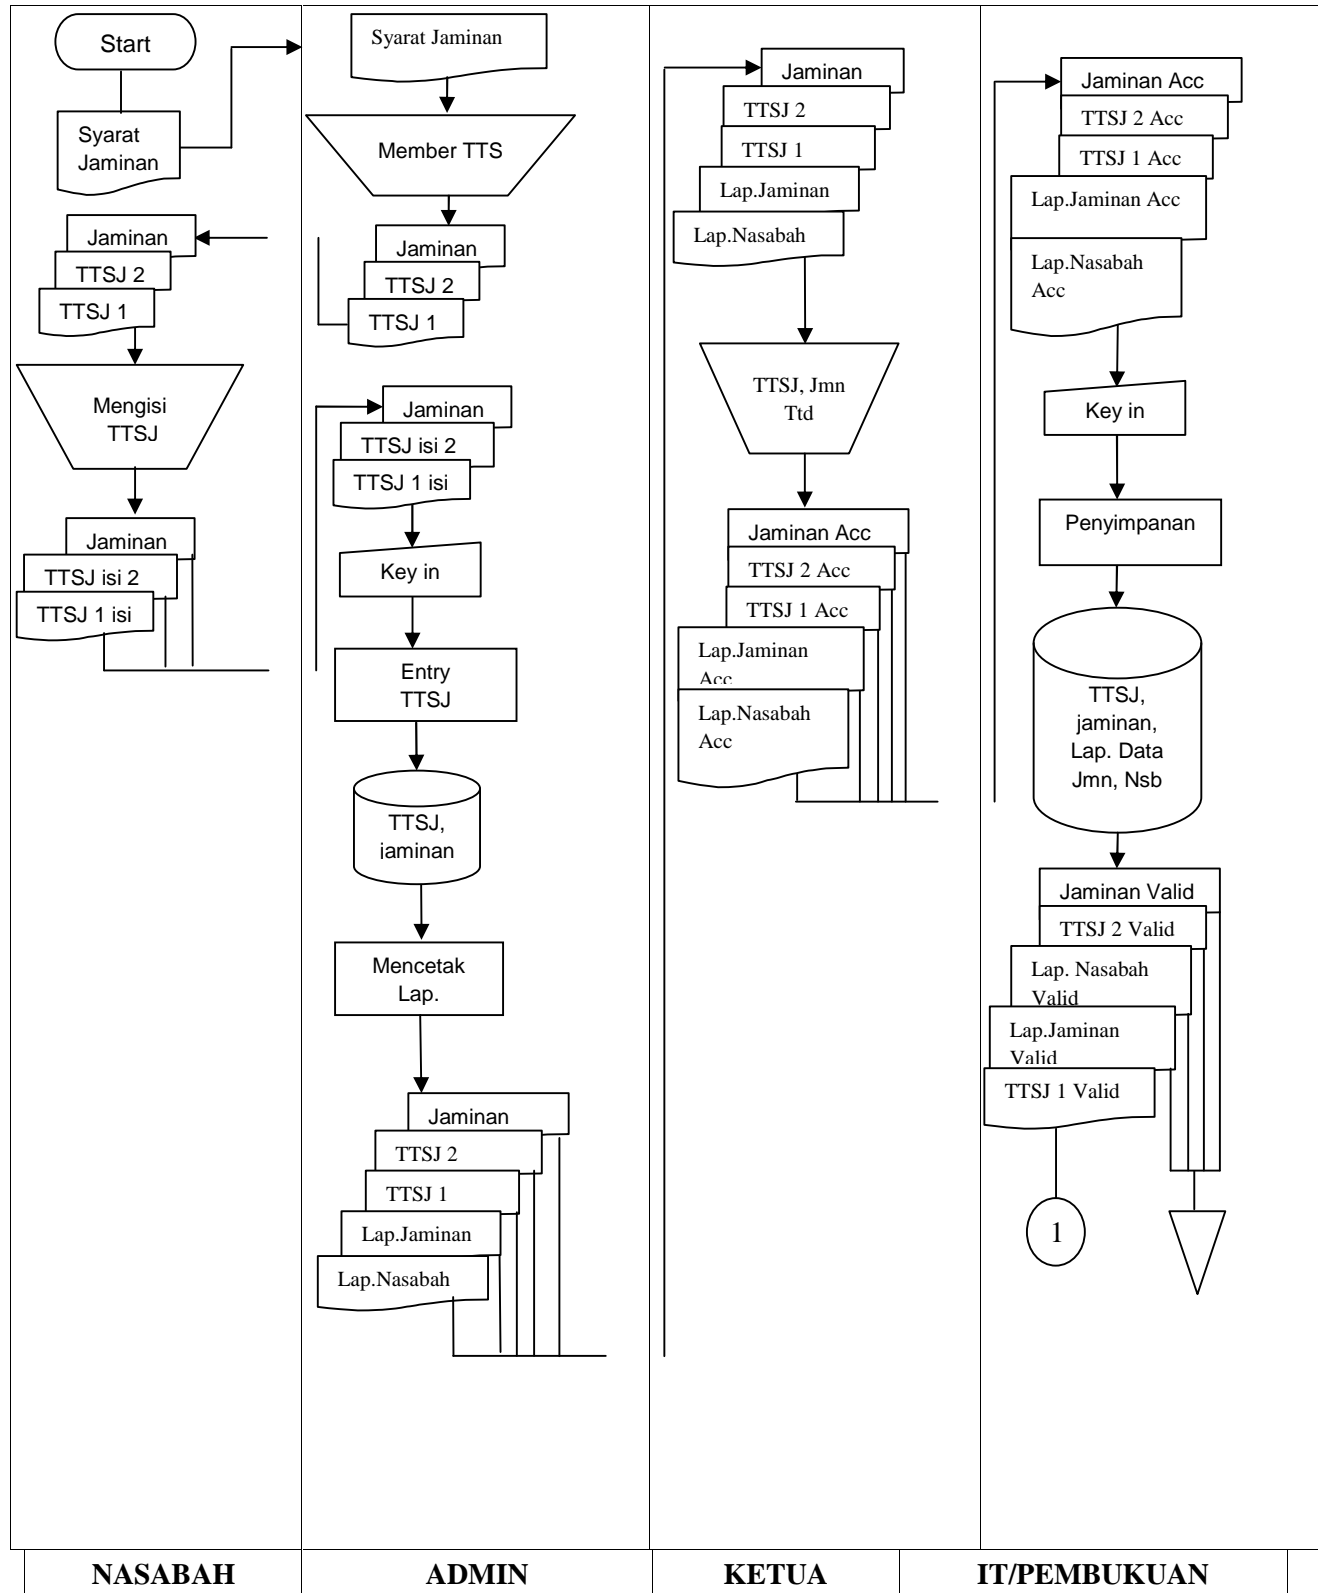 Start
Syarat
Jaminan
Jaminan
TTSJ 2
TTSJ 1
Mengisi
TTSJ
Jaminan
TTSJ isi 2
TTSJ 1 isi
Syarat Jaminan
Member TTS
Jaminan
TTSJ 2
TTSJ 1
Jaminan
TTSJ isi 2
TTSJ 1 isi
Key in
Entry
TTSJ
TTSJ,
jaminan
Mencetak
Lap.
Jaminan
TTSJ 2
TTSJ 1
Lap.Jaminan
Lap.Nasabah
Jaminan
TTSJ 2
TTSJ 1
Lap.Jaminan
Lap.Nasabah
TTSJ, Jmn
Ttd
Jaminan Acc
TTSJ 2 Acc
TTSJ 1 Acc
Lap.Jaminan
Acc
Lap.Nasabah
Acc
Jaminan Acc
TTSJ 2 Acc
TTSJ 1 Acc
Lap.Jaminan Acc
Lap.Nasabah
Acc
Key in
Penyimpanan
TTSJ,
jaminan,
Lap. Data
Jmn, Nsb
Jaminan Valid
TTSJ 2 Valid
Lap. Nasabah
Valid
Lap.Jaminan
Valid
TTSJ 1 Valid
1
NASABAH
ADMIN
KETUA
IT/PEMBUKUAN